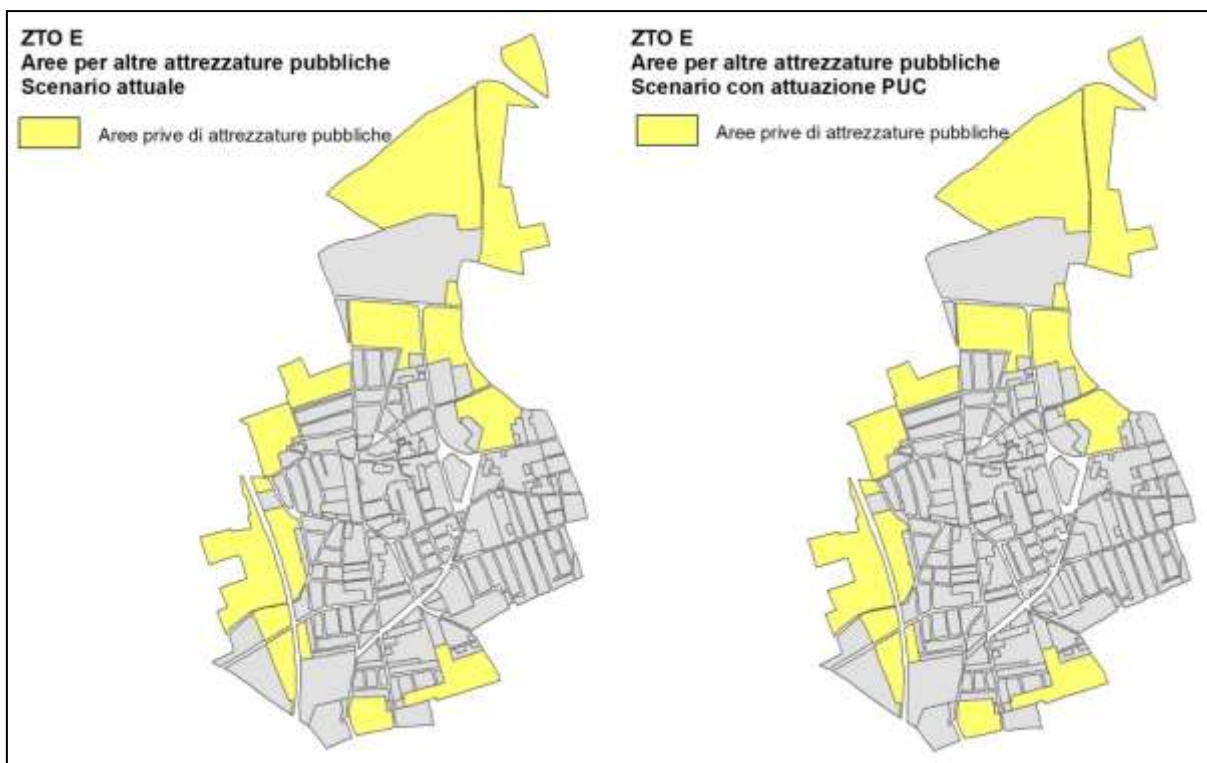 ZTO E
Aree per altre attrezzature pubbliche
Scenario attuale
Aree prive di attrezzature pubbliche
ZTO E
Aree per altre attrezzature pubbliche
Scenario con attuazione PUC
Aree prive di attrezzature pubbliche